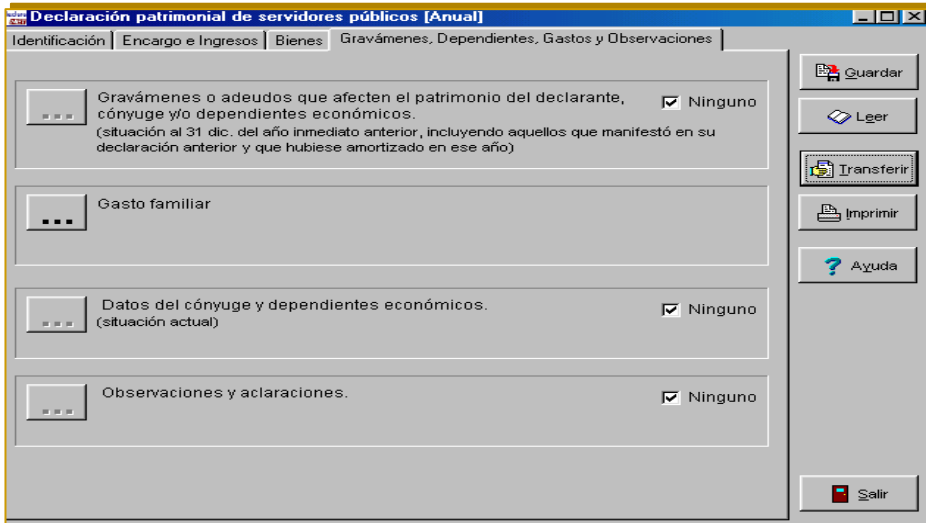 Declaración patrimonial de servidores públicos [Anual]
Identificación Encargo e Ingresos Bienes Gravámenes, Dependientes, Gastos y Observaciones
Guardar
Gravámenes o adeudos que afecten el patrimonio del declarante,
cónyuge y/o dependientes económicos.
(situación al 31 dic. del año inmediato anterior, incluyendo aquellos que manifestó en su
declaración anterior y que hubiese amortizado en ese año)
Ninguno
Leer
Transferir
Gasto familiar
Imprimir
Ayuda
Datos del cónyuge y dependientes económicos.
(situación actual)
Ninguno
Observaciones y aclaraciones.
Ninguno
Salir